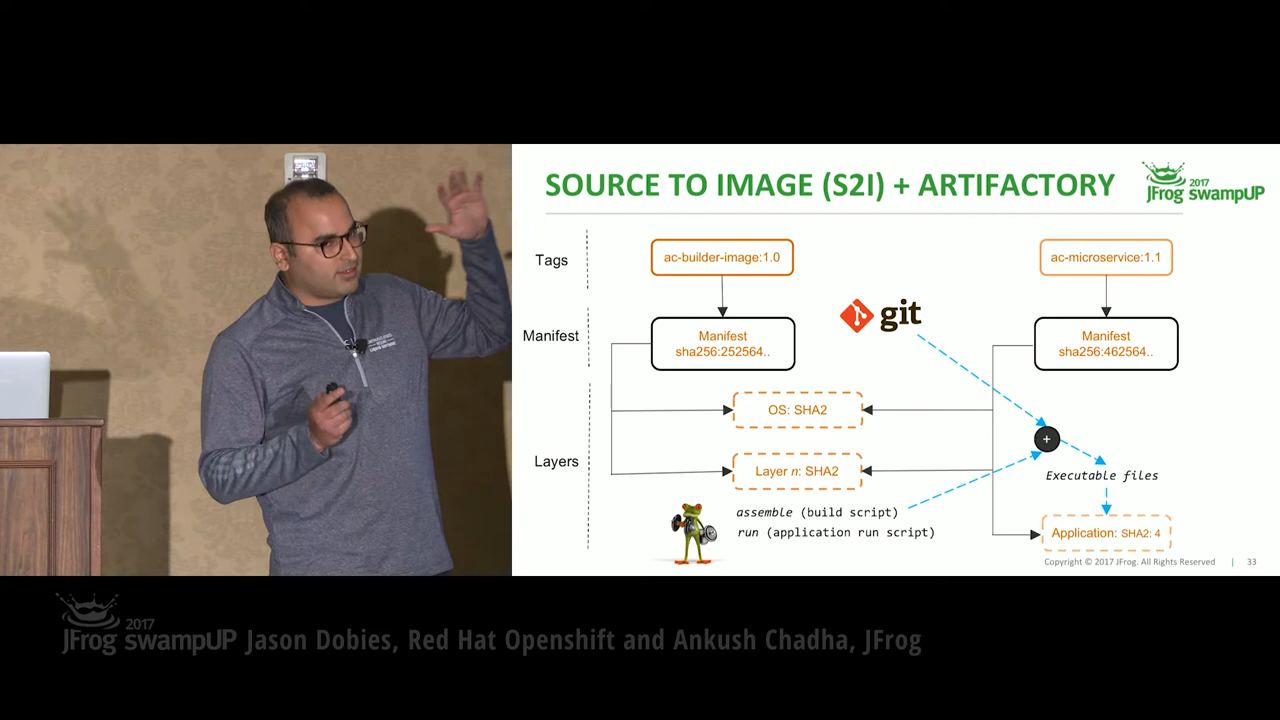 SOURCE TO IMAGE (S2I) + ARTIFACTORY
2017
JFrog swampUP
Tags
ac-builder-image:1.0
ac-microservice:1.1
git
Manifest
Manifest
sha256:252564..
Manifest
sha256:462564..
OS: SHA2
+
Layers
Layer n: SHA2
Executable files
assemble (build script)
run (application run script)
Application: SHA2: 4
Copyright © 2017 JFrog. All Rights Reserved | 33
2017
JFrog swampUP Jason Dobies, Red Hat Openshift and Ankush Chadha, JFrog